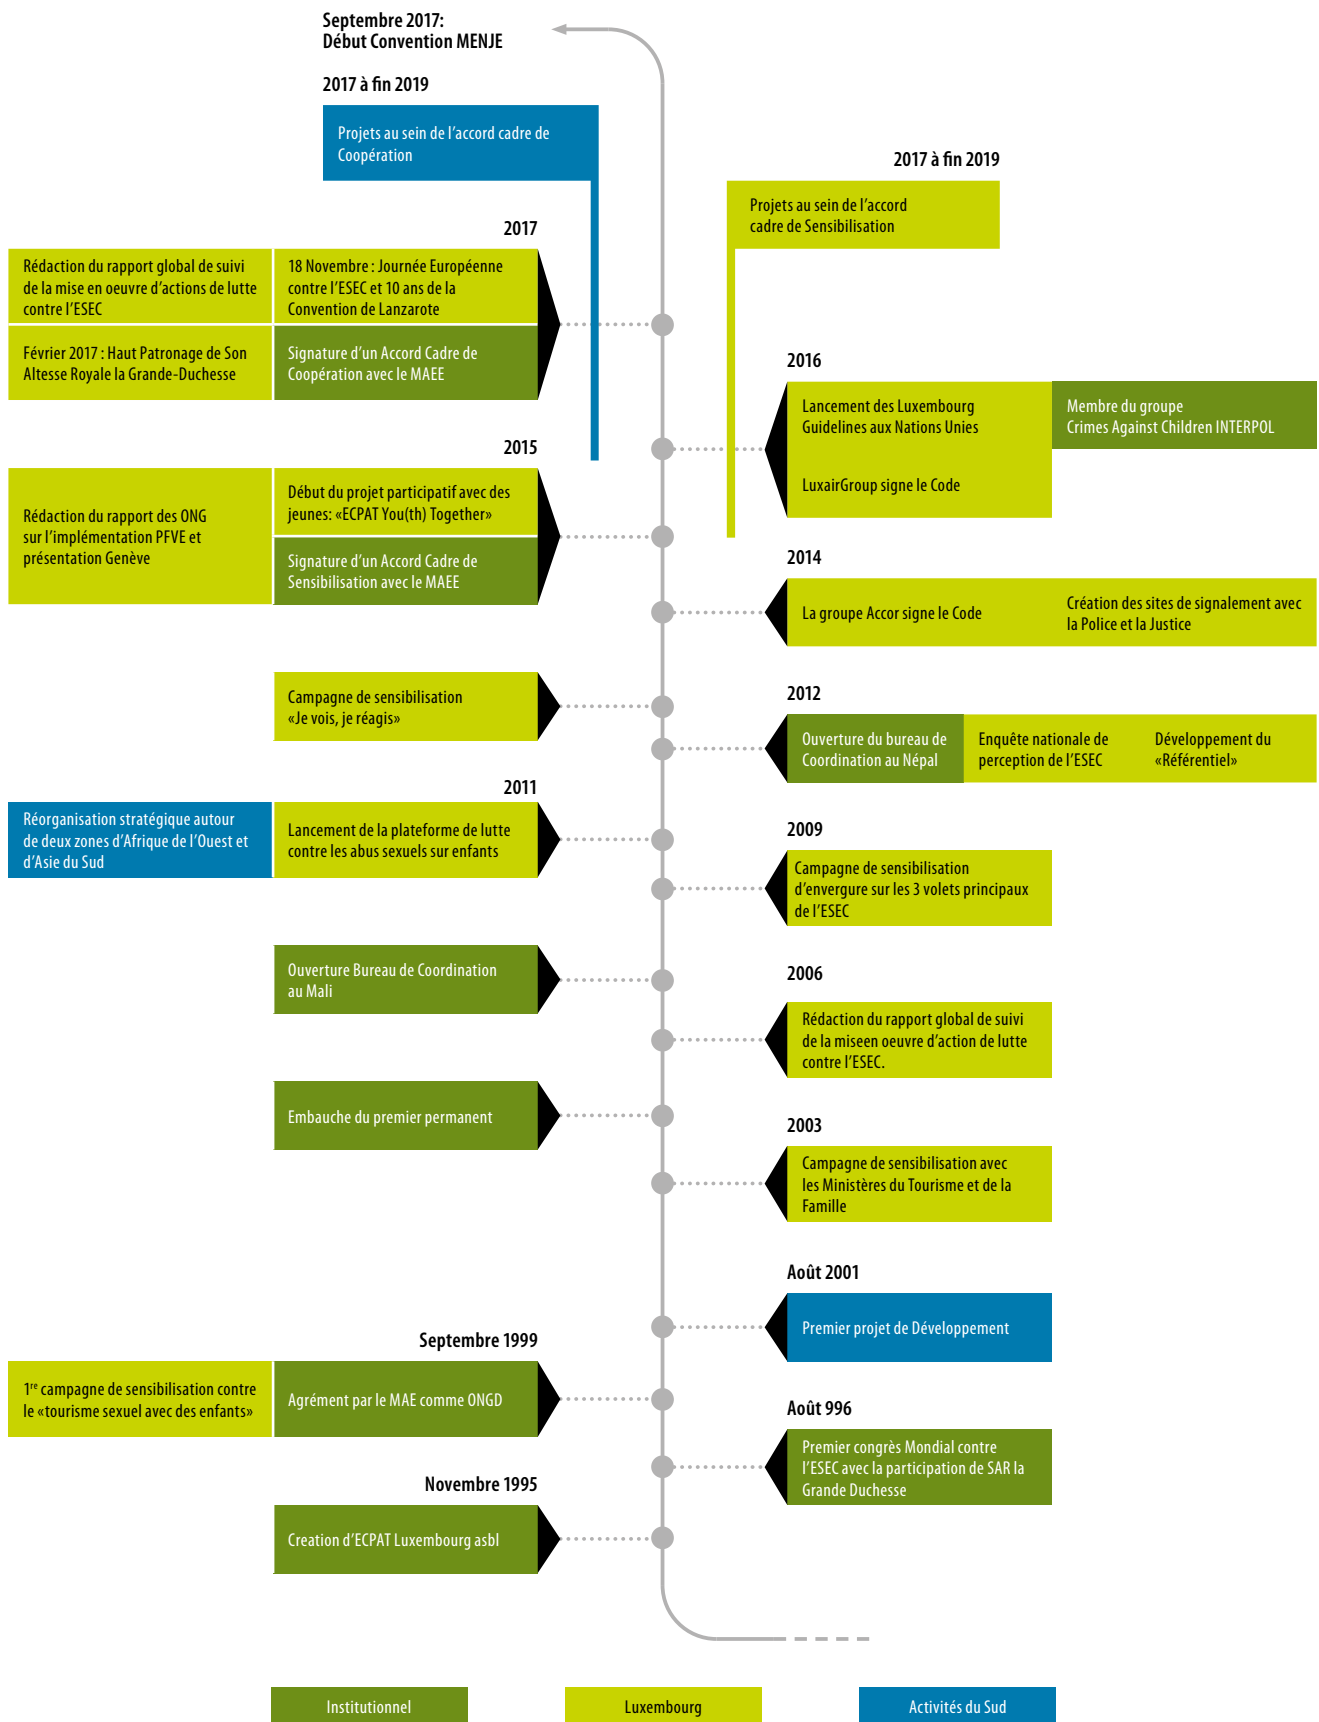 Septembre 2017:
Début Convention MENJE
2017 à fin 2019
Projets au sein de l’accord cadre de
Coopération
2017 à fin 2019
Projets au sein de l’accord
cadre de Sensibilisation
2017
Rédaction du rapport global de suivi
de la mise en oeuvre d’actions de lutte
contre l’ESEC
18 Novembre : Journée Européenne
contre l’ESEC et 10 ans de la
Convention de Lanzarote
Février 2017 : Haut Patronage de Son
Altesse Royale la Grande-Duchesse
Signature d’un Accord Cadre de
Coopération avec le MAEE
2016
Lancement des Luxembourg
Guidelines aux Nations Unies
LuxairGroup signe le Code
Membre du groupe
Crimes Against Children INTERPOL
2015
Rédaction du rapport des ONG
sur l’implémentation PFVE et
présentation Genève
Début du projet participatif avec des
jeunes: «ECPAT You(th) Together»
Signature d’un Accord Cadre de
Sensibilisation avec le MAEE
2014
La groupe Accor signe le Code
Création des sites de signalement avec
la Police et la Justice
Campagne de sensibilisation
«Je vois, je réagis»
2012
Ouverture du bureau de
Coordination au Népal
Enquête nationale de
perception de l’ESEC
Développement du
«Référentiel»
2011
Réorganisation stratégique autour
de deux zones d’Afrique de l’Ouest et
d’Asie du Sud
Lancement de la plateforme de lutte
contre les abus sexuels sur enfants
2009
Campagne de sensibilisation
d’envergure sur les 3 volets principaux
de l’ESEC
Ouverture Bureau de Coordination
au Mali
2006
Rédaction du rapport global de suivi
de la miseen oeuvre d’action de lutte
contre l’ESEC.
Embauche du premier permanent
2003
Campagne de sensibilisation avec
les Ministères du Tourisme et de la
Famille
Août 2001
Premier projet de Développement
Septembre 1999
1re campagne de sensibilisation contre
le «tourisme sexuel avec des enfants»
Agrément par le MAE comme ONGD
Août 996
Premier congrès Mondial contre
l’ESEC avec la participation de SAR la
Grande Duchesse
Novembre 1995
Creation d’ECPAT Luxembourg asbl
Institutionnel
Luxembourg
Activités du Sud